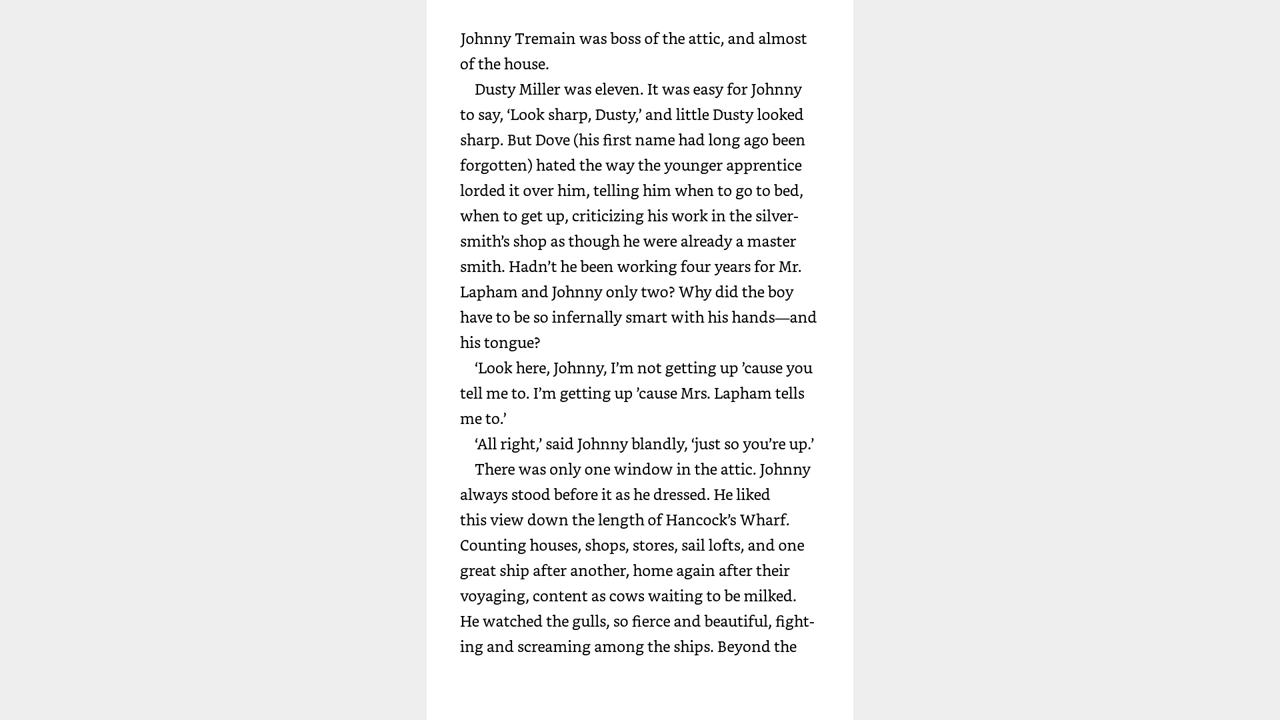 Johnny Tremain was boss of the attic, and almost
of the house.
Dusty Miller was eleven. It was easy for Johnny
to say, ‘Look sharp, Dusty,’ and little Dusty looked
sharp. But Dove (his first name had long ago been
forgotten) hated the way the younger apprentice
lorded it over him, telling him when to go to bed,
when to get up, criticizing his work in the silver-
smith’s shop as though he were already a master
smith. Hadn’t he been working four years for Mr.
Lapham and Johnny only two? Why did the boy
have to be so infernally smart with his hands—and
his tongue?
‘Look here, Johnny, I’m not getting up ’cause you
tell me to. I’m getting up ’cause Mrs. Lapham tells
me to.’
‘All right,’ said Johnny blandly, ‘just so you’re up.’
There was only one window in the attic. Johnny
always stood before it as he dressed. He liked
this view down the length of Hancock’s Wharf.
Counting houses, shops, stores, sail lofts, and one
great ship after another, home again after their
voyaging, content as cows waiting to be milked.
He watched the gulls, so fierce and beautiful, fight-
ing and screaming among the ships. Beyond the